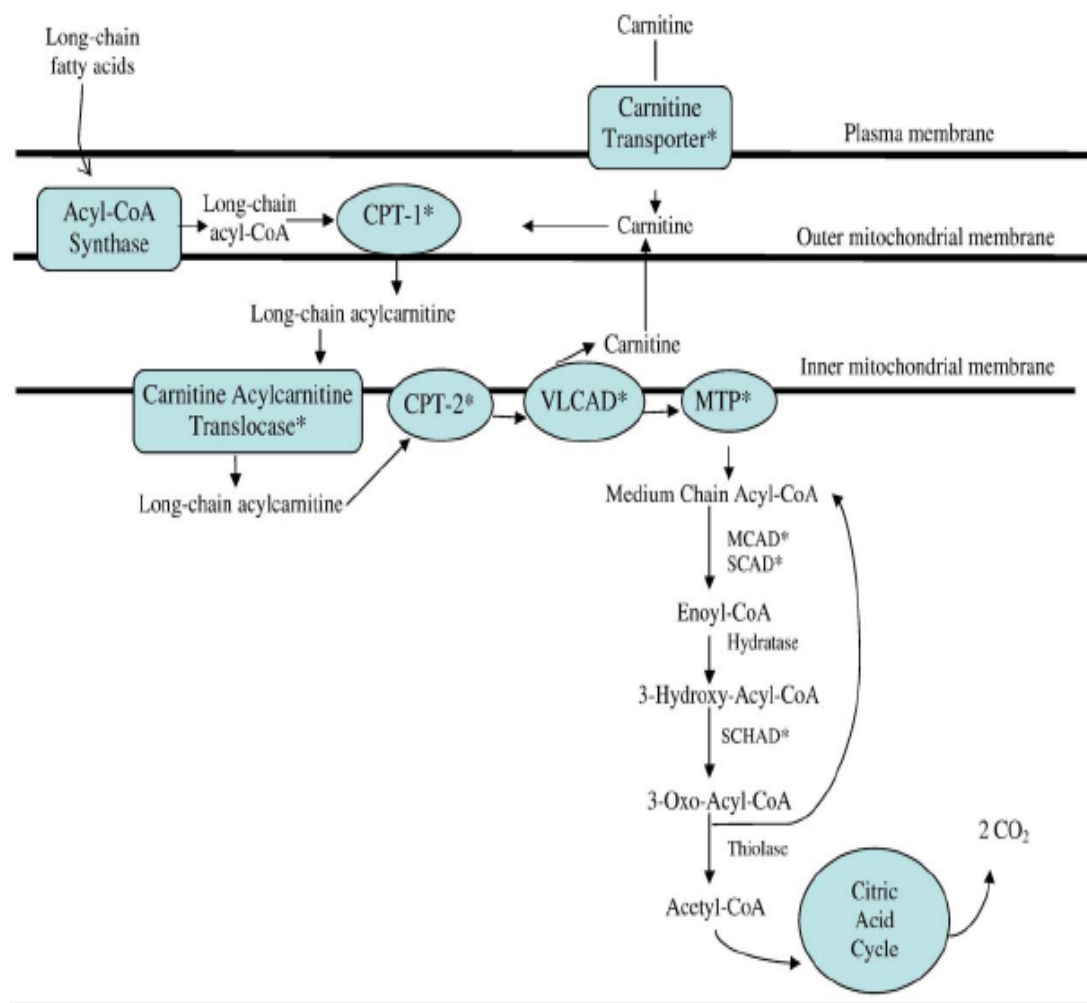 Long-chain
fatty acids
Carnitine
Carnitine
Transporter*
Plasma membrane
Acyl-CoA
Synthase
Long-chain
acyl-CoA
CPT-1*
Carnitine
Outer mitochondrial membrane
Long-chain acylcarnitine
Carnitine
Inner mitochondrial membrane
Carnitine Acylcarnitine
Translocase*
CPT-2*
VLCAD*
MTP*
Long-chain acylcarnitine
Medium Chain Acyl-CoA
MCAD*
SCAD*
Enoyl-CoA
Hydratase
3-Hydroxy-Acyl-CoA
SCHAD*
3-Oxo-Acyl-CoA
Thiolase
2 CO₂
Acetyl-CoA
Citric
Acid
Cycle